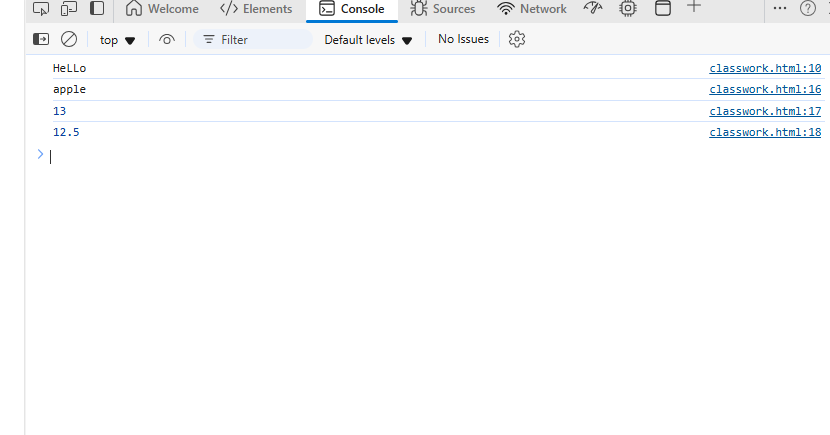 Welcome Elements Console Sources Network
top Filter Default levels No Issues
HeLLo classwork.html:10
apple classwork.html:16
13 classwork.html:17
12.5 classwork.html:18